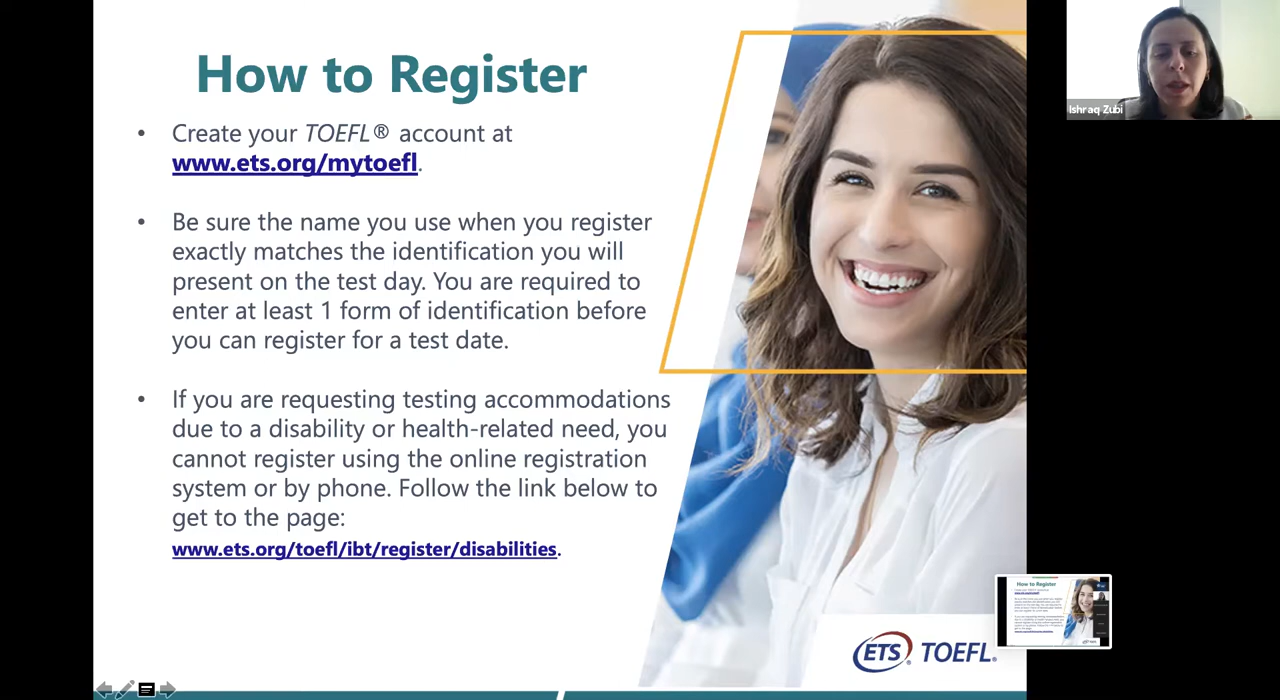 How to Register
• Create your TOEFL® account at
www.ets.org/mytoefl.
• Be sure the name you use when you register
exactly matches the identification you will
present on the test day. You are required to
enter at least 1 form of identification before
you can register for a test date.
• If you are requesting testing accommodations
due to a disability or health-related need, you
cannot register using the online registration
system or by phone. Follow the link below to
get to the page:
www.ets.org/toefl/ibt/register/disabilities.
Ishraq Zubi
How to Register
ETS® TOEFL®